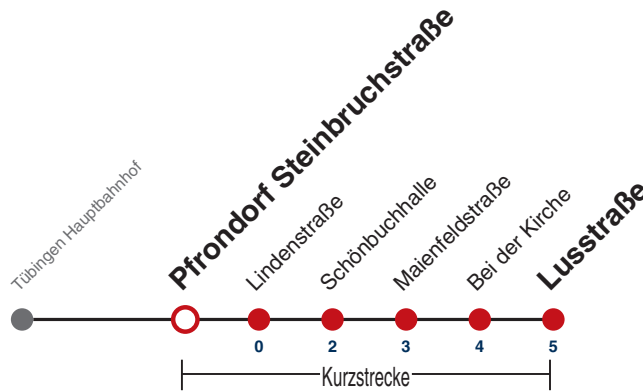 Tübingen Hauptbahnhof
Pfrondorf Steinbruchstraße
Lindenstraße
Schönbuchhalle
Maienfeldstraße
Bei der Kirche
Lusstraße
0 2 3 4 5
Kurzstrecke